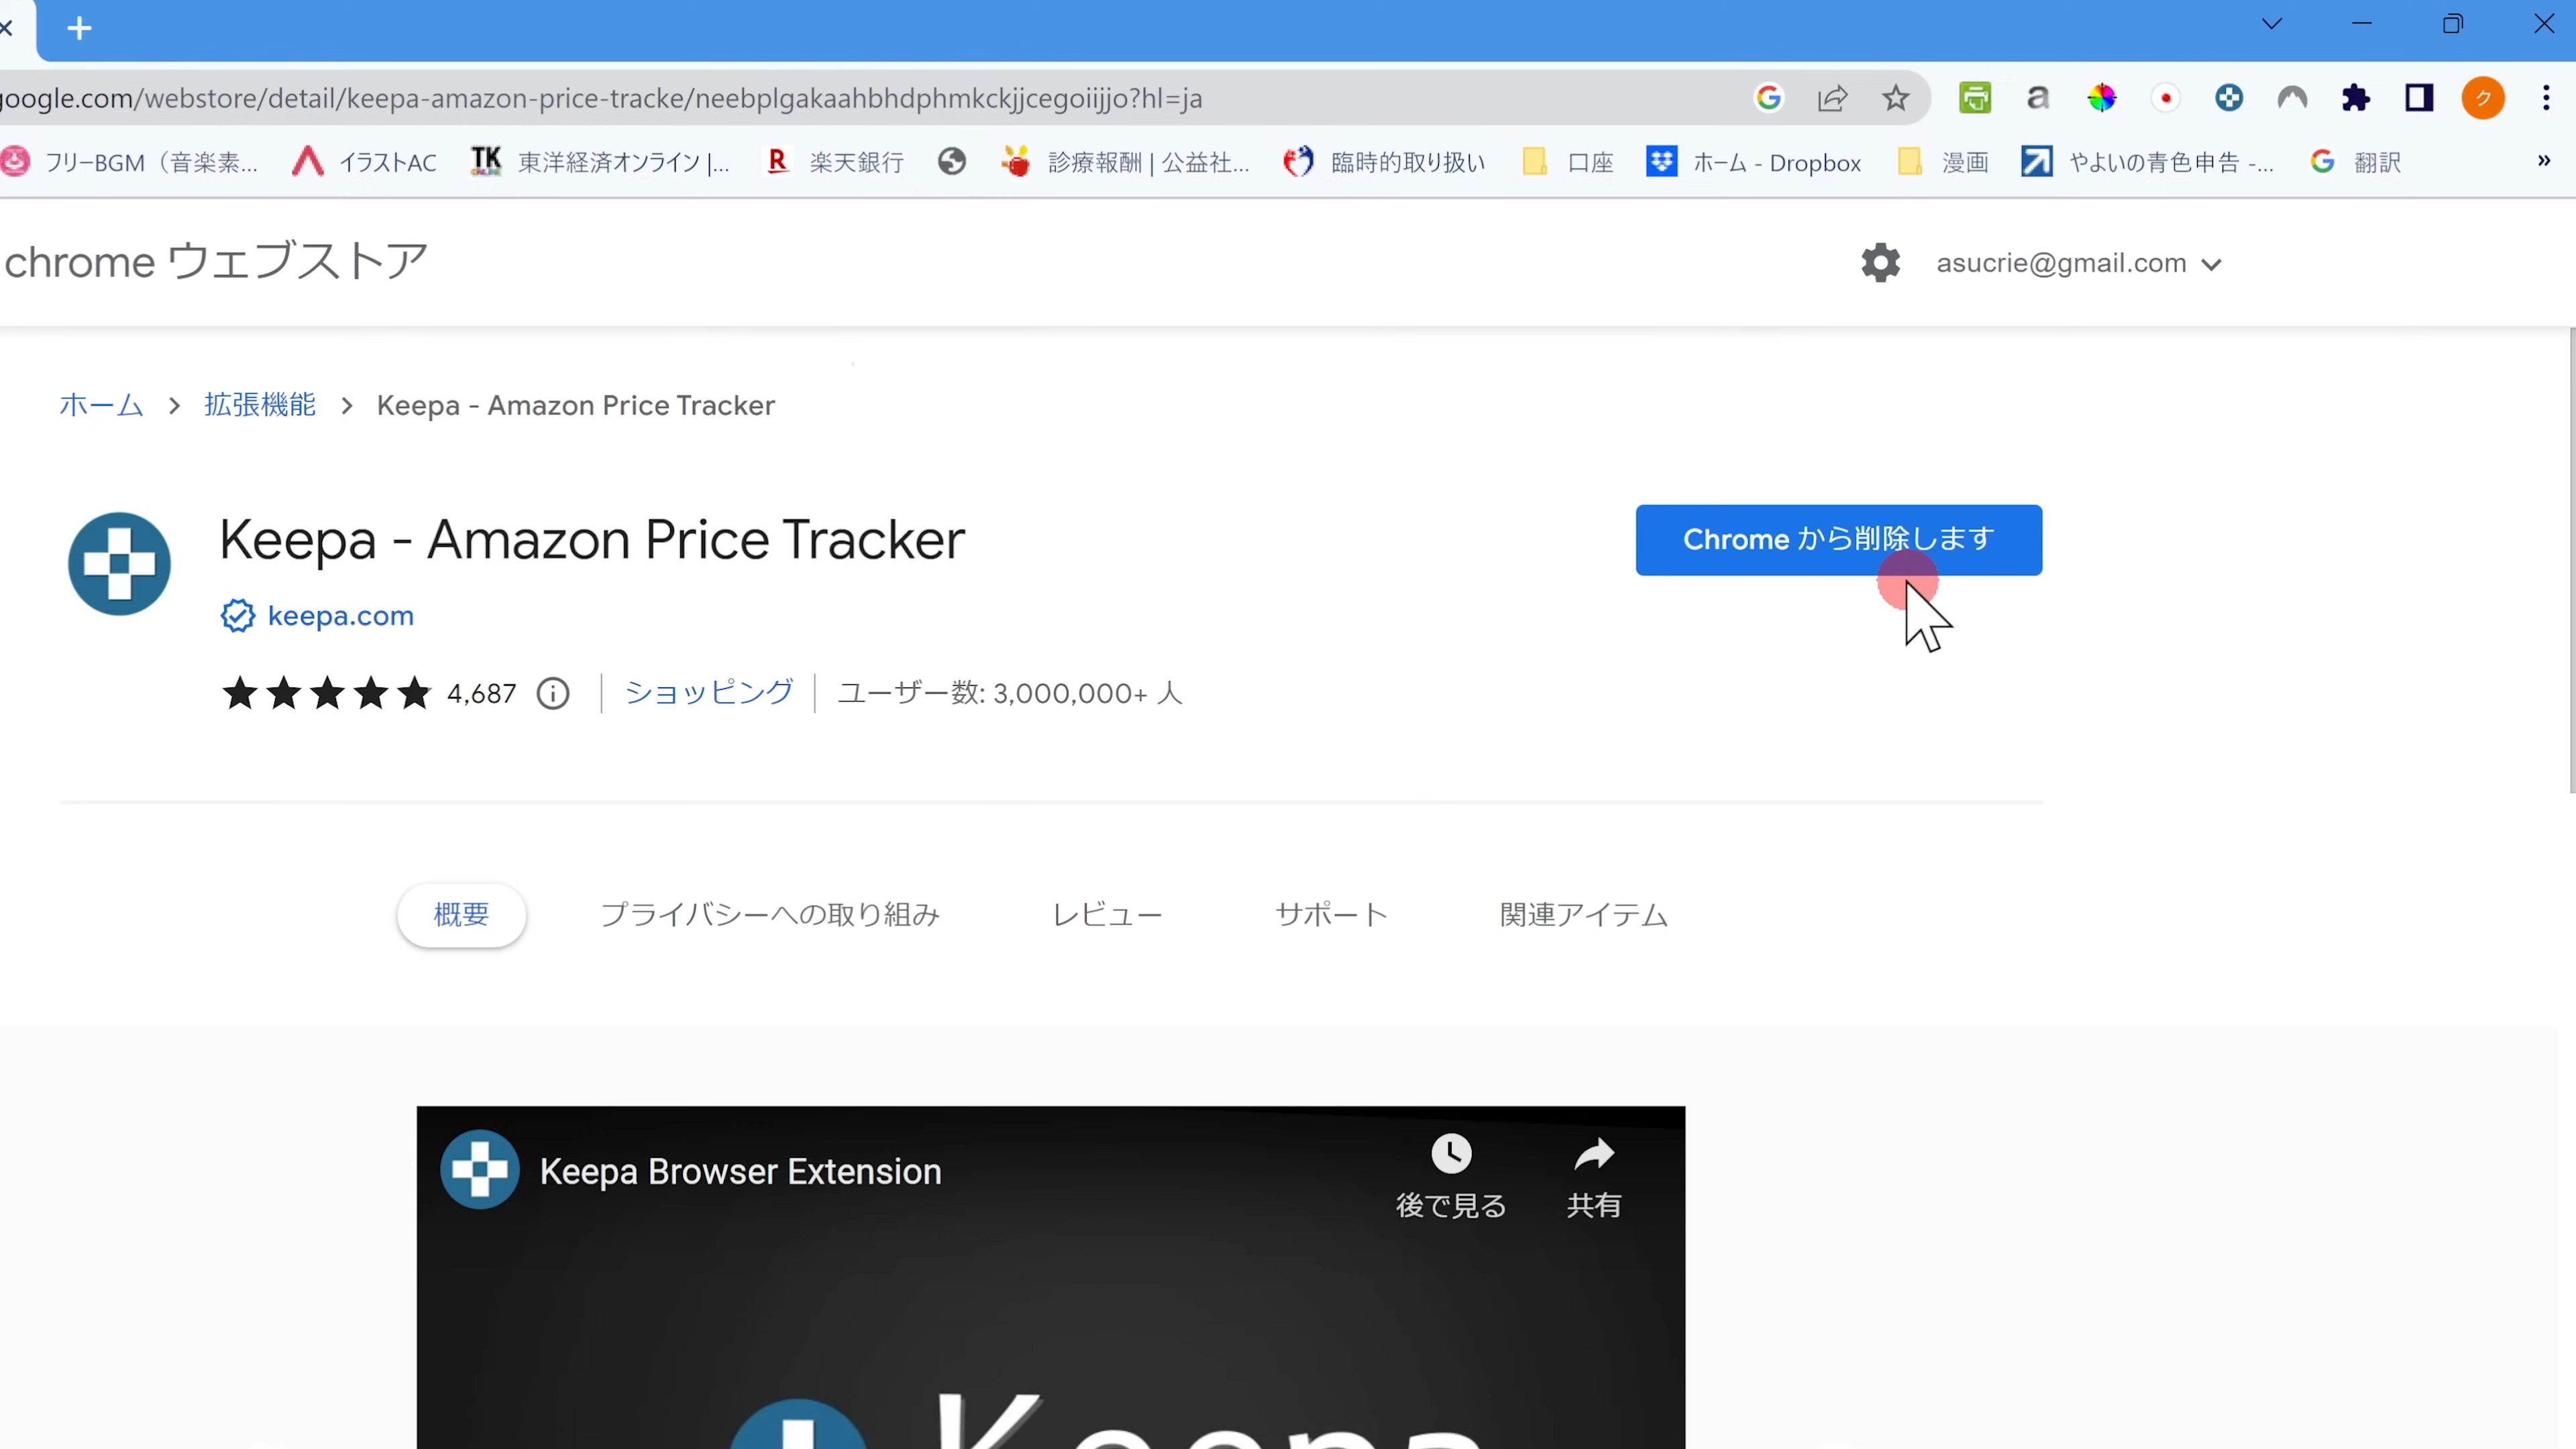 google.com/webstore/detail/keepa-amazon-price-tracke/neebplgakaahbhdphmkckjjcegoiijjo?hl=ja
フリーBGM（音楽素... イラストAC TK ONLINE 東洋経済オンライン |... R 楽天銀行 診療報酬 | 公益社... 臨時的取り扱い 口座 ホーム - Dropbox 漫画 やよいの青色申告 -... 翻訳 »
chrome ウェブストア asucrie@gmail.com
ホーム > 拡張機能 > Keepa - Amazon Price Tracker
Keepa - Amazon Price Tracker
Chrome から削除します
keepa.com
4,687 ショッピング ユーザー数: 3,000,000+ 人
概要 プライバシーへの取り組み レビュー サポート 関連アイテム
Keepa Browser Extension
後で見る 共有
Keepa